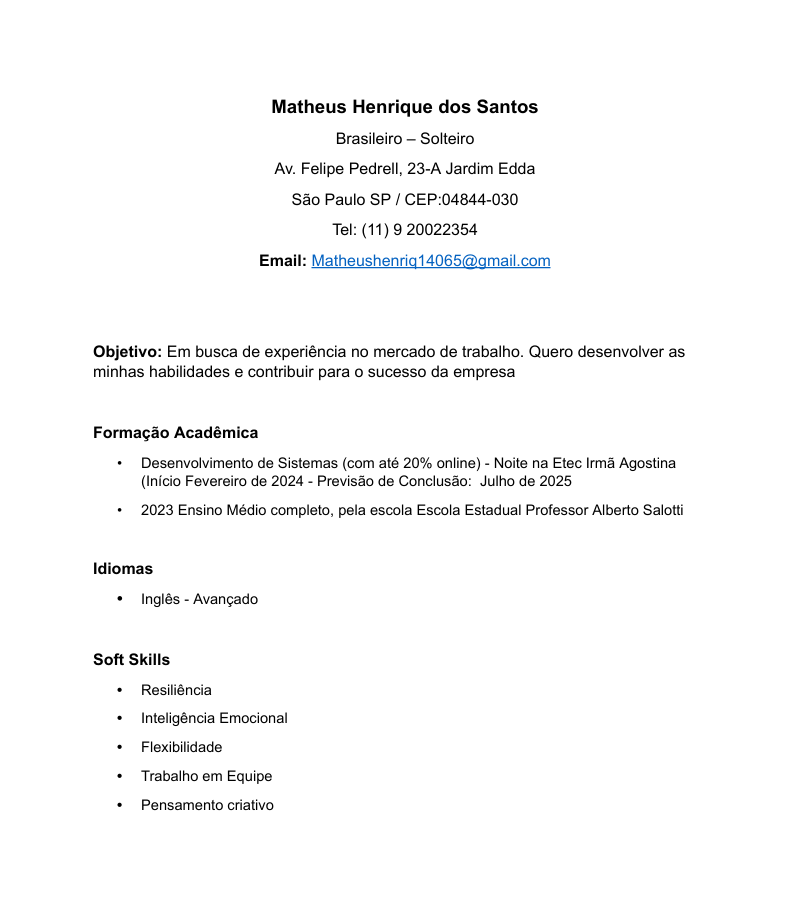 Matheus Henrique dos Santos
Brasileiro – Solteiro
Av. Felipe Pedrell, 23-A Jardim Edda
São Paulo SP / CEP:04844-030
Tel: (11) 9 20022354
Email: Matheushenriq14065@gmail.com
Objetivo: Em busca de experiência no mercado de trabalho. Quero desenvolver as
minhas habilidades e contribuir para o sucesso da empresa
Formação Acadêmica
• Desenvolvimento de Sistemas (com até 20% online) - Noite na Etec Irmã Agostina
(Início Fevereiro de 2024 - Previsão de Conclusão:  Julho de 2025
• 2023 Ensino Médio completo, pela escola Escola Estadual Professor Alberto Salotti
Idiomas
• Inglês - Avançado
Soft Skills
• Resiliência
• Inteligência Emocional
• Flexibilidade
• Trabalho em Equipe
• Pensamento criativo